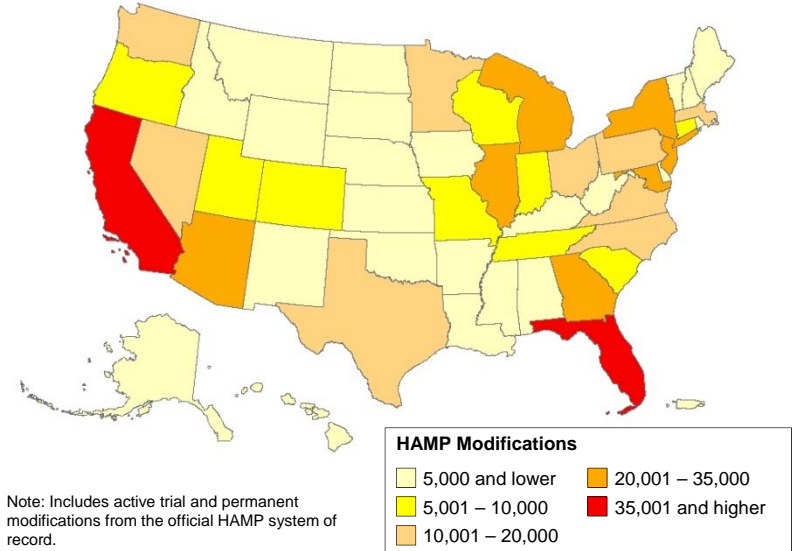 HAMP Modifications
5,000 and lower
20,001 – 35,000
5,001 – 10,000
35,001 and higher
10,001 – 20,000
Note: Includes active trial and permanent
modifications from the official HAMP system of
record.